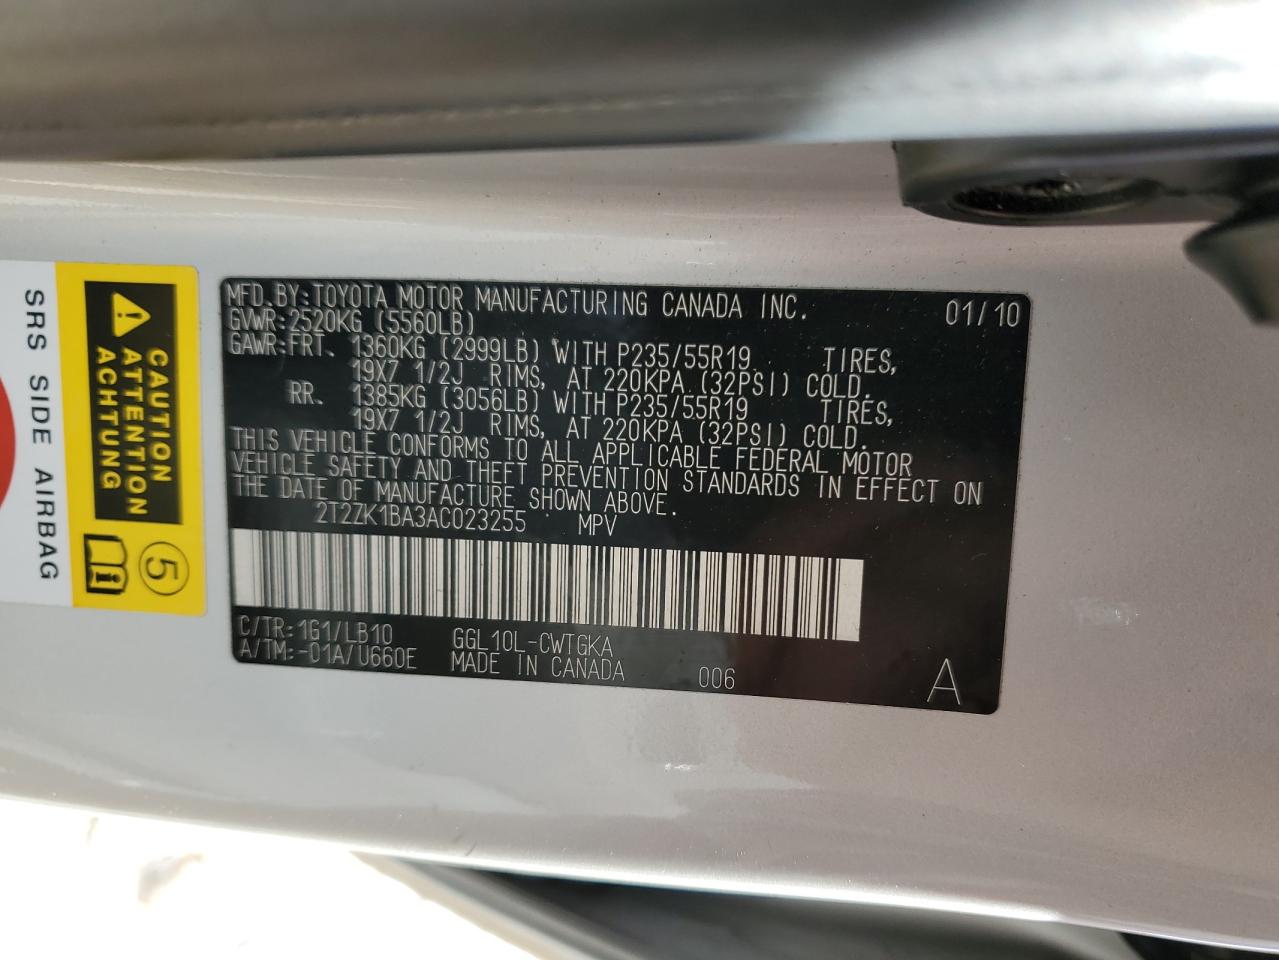 MFD.BY:TOYOTA MOTOR MANUFACTURING CANADA INC. 01/10
GVWR:2520KG (5560LB)
GAWR:FRT. 1360KG (2999LB) WITH P235/55R19 TIRES,
19X7 1/2J RIMS, AT 220KPA (32PSI) COLD.
RR. 1385KG (3056LB) WITH P235/55R19 TIRES,
19X7 1/2J RIMS, AT 220KPA (32PSI) COLD.
THIS VEHICLE CONFORMS TO ALL APPLICABLE FEDERAL MOTOR
VEHICLE SAFETY AND THEFT PREVENTION STANDARDS IN EFFECT ON
THE DATE OF MANUFACTURE SHOWN ABOVE.
2T2ZK1BA3AC023255 MPV
C/TR:1G1/LB10 GGL10L-CWTGKA
A/TM:-01A/U660E MADE IN CANADA 006
A
CAUTION
ATTENTION
ACHTUNG
5
SRS SIDE AIRBAG